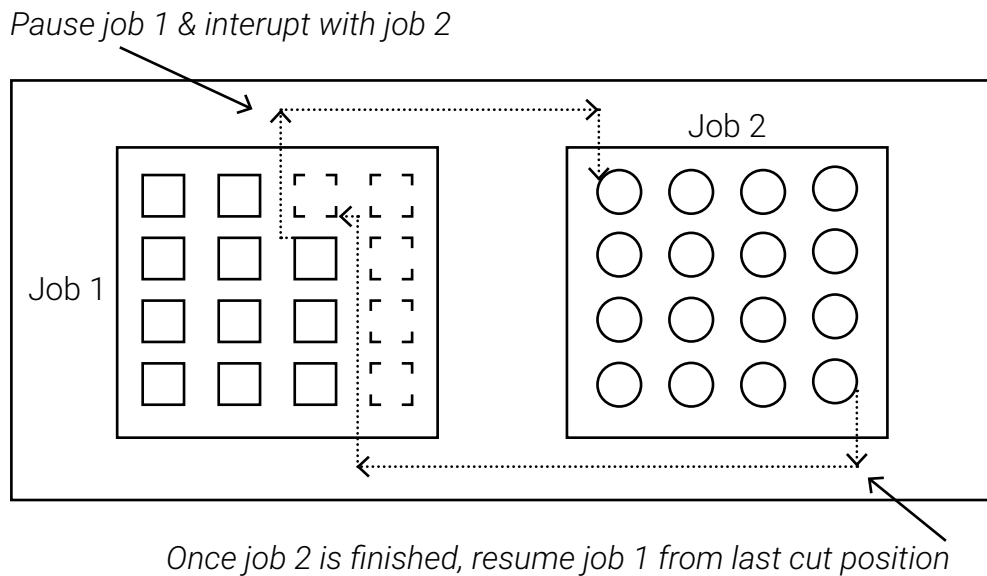 Pause job 1 & interupt with job 2
Job 2
Job 1
Once job 2 is finished, resume job 1 from last cut position